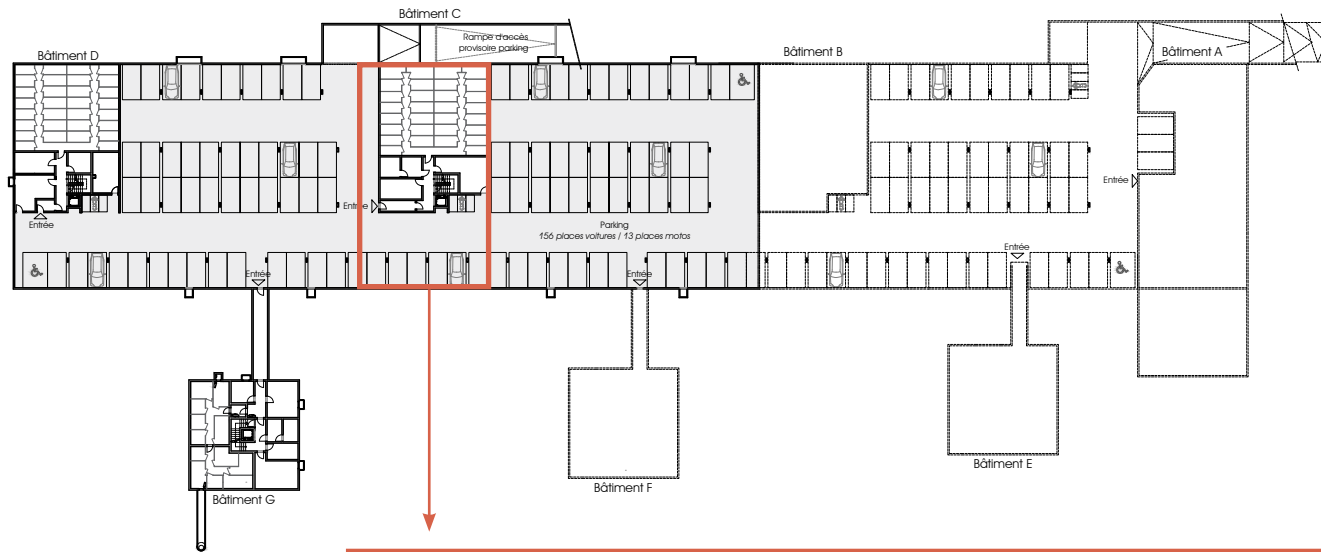 Bâtiment C
Rampe d'accès
provisoire parking
Bâtiment D
Bâtiment B
Bâtiment A
Entrée
Entrée
Entrée
Parking
156 places voitures / 13 places motos
Entrée
Entrée
Entrée
Bâtiment G
Bâtiment F
Bâtiment E